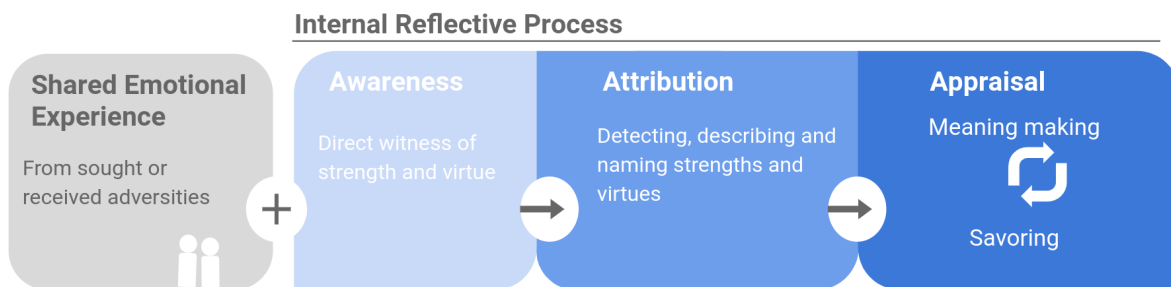 Internal Reflective Process
Shared Emotional
Experience
From sought or
received adversities
+
Awareness
Direct witness of
strength and virtue
Attribution
Detecting, describing and
naming strengths and
virtues
Appraisal
Meaning making
Savoring